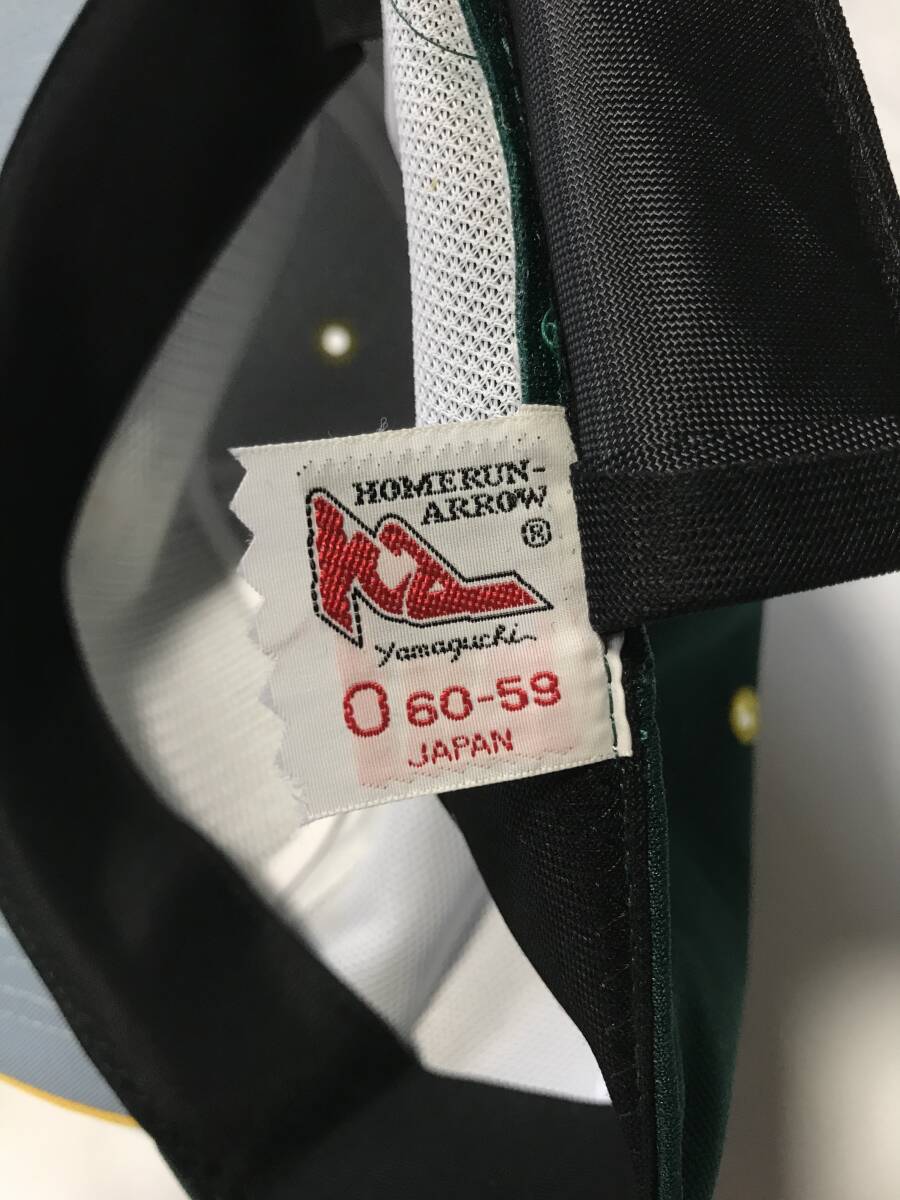 HOMERUN-
ARROW
®
Yamaguchi
O 60-59
JAPAN